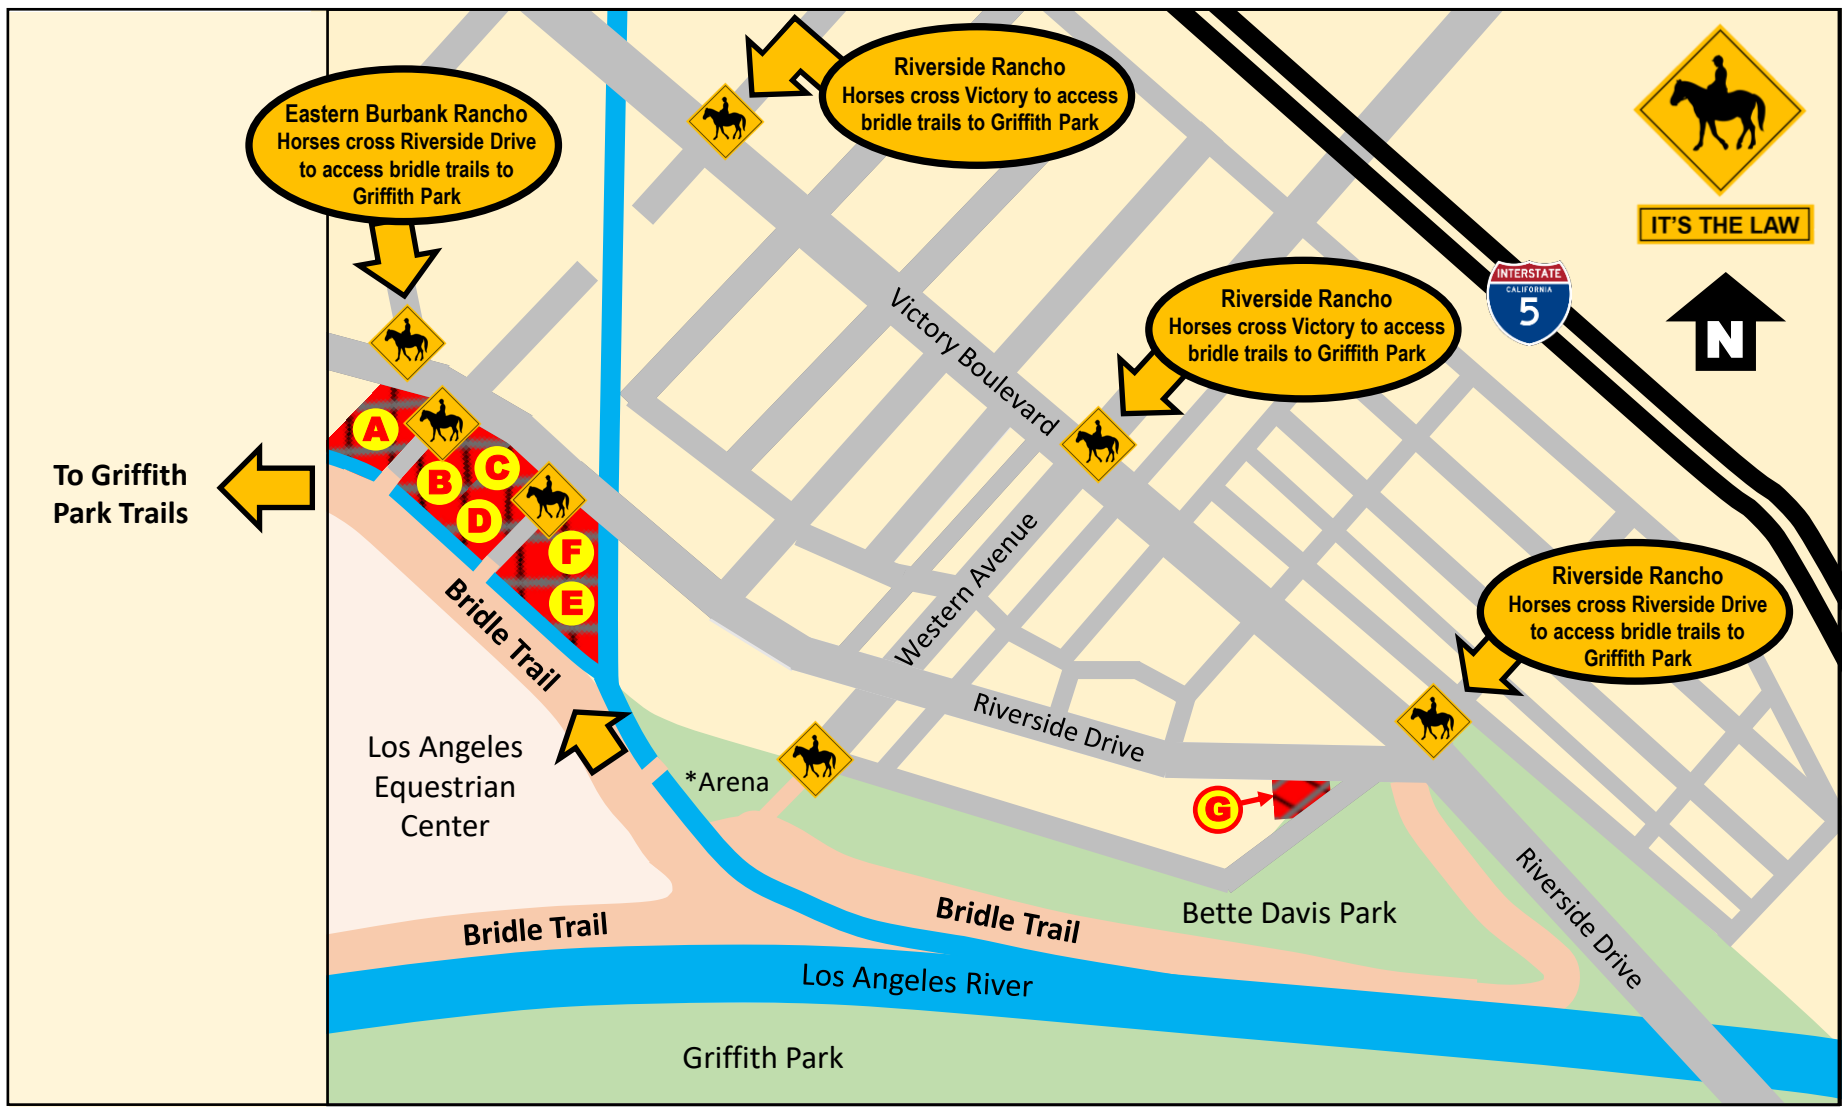 Riverside Rancho
Horses cross Victory to access
bridle trails to Griffith Park
Eastern Burbank Rancho
Horses cross Riverside Drive
to access bridle trails to
Griffith Park
IT'S THE LAW
INTERSTATE
CALIFORNIA
5
N
Riverside Rancho
Horses cross Victory to access
bridle trails to Griffith Park
Victory Boulevard
A
B
C
D
F
E
To Griffith
Park Trails
Western Avenue
Riverside Rancho
Horses cross Riverside Drive
to access bridle trails to
Griffith Park
Bridle Trail
Riverside Drive
Los Angeles
Equestrian
Center
*Arena
G
Riverside Drive
Bette Davis Park
Bridle Trail
Bridle Trail
Los Angeles River
Griffith Park